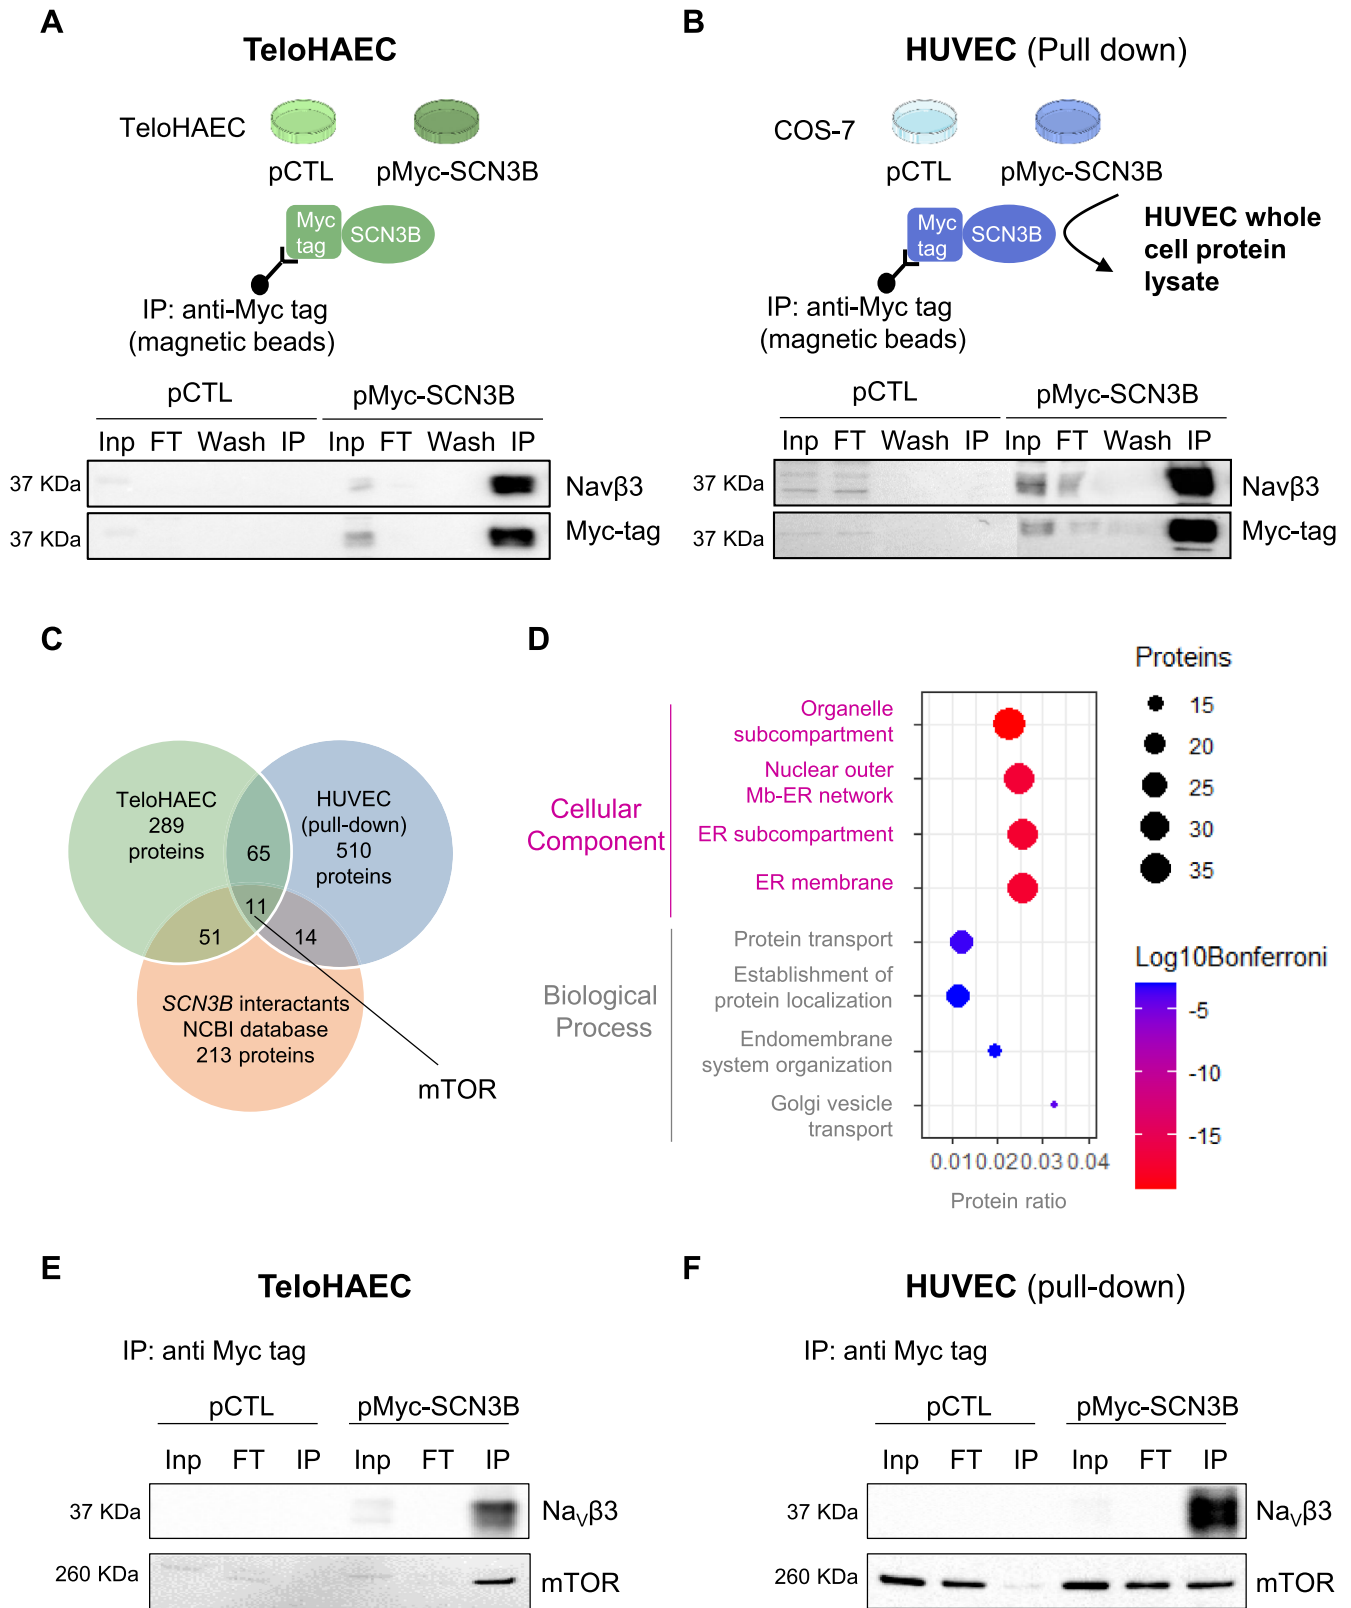 A
TeloHAEC
TeloHAEC
pCTL
pMyc-SCN3B
Myc
tag
SCN3B
IP: anti-Myc tag
(magnetic beads)
pCTL
pMyc-SCN3B
Inp FT Wash IP Inp FT Wash IP
37 KDa
Navβ3
37 KDa
Myc-tag
B
HUVEC (Pull down)
COS-7
pCTL
pMyc-SCN3B
Myc
tag
SCN3B
HUVEC whole
cell protein
lysate
IP: anti-Myc tag
(magnetic beads)
pCTL
pMyc-SCN3B
Inp FT Wash IP Inp FT Wash IP
37 KDa
Navβ3
37 KDa
Myc-tag
C
TeloHAEC
289
proteins
65
HUVEC
(pull-down)
510
proteins
11
51
14
SCN3B interactants
NCBI database
213 proteins
mTOR
D
Cellular
Component
Organelle
subcompartment
Nuclear outer
Mb-ER network
ER subcompartment
ER membrane
Biological
Process
Protein transport
Establishment of
protein localization
Endomembrane
system organization
Golgi vesicle
transport
0.01 0.02 0.03 0.04
Protein ratio
Proteins
15
20
25
30
35
Log10Bonferroni
-5
-10
-15
E
TeloHAEC
IP: anti Myc tag
pCTL
pMyc-SCN3B
Inp FT IP Inp FT IP
37 KDa
NaVβ3
260 KDa
mTOR
F
HUVEC (pull-down)
IP: anti Myc tag
pCTL
pMyc-SCN3B
Inp FT IP Inp FT IP
37 KDa
NaVβ3
260 KDa
mTOR